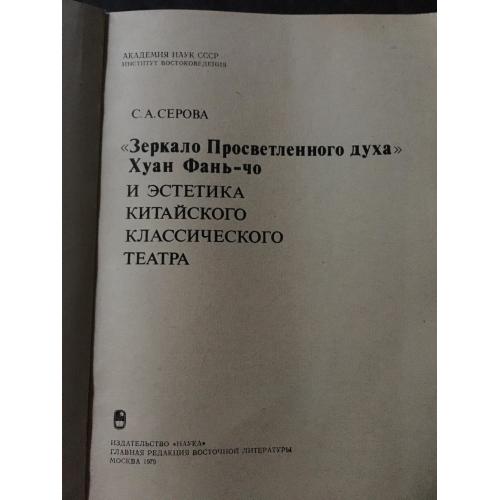 АКАДЕМИЯ НАУК СССР
ИНСТИТУТ ВОСТОКОВЕДЕНИЯ
С. А. СЕРОВА
«Зеркало Просветленного духа»
Хуан Фань-чо
И ЭСТЕТИКА
КИТАЙСКОГО
КЛАССИЧЕСКОГО
ТЕАТРА
ИЗДАТЕЛЬСТВО «НАУКА»
ГЛАВНАЯ РЕДАКЦИЯ ВОСТОЧНОЙ ЛИТЕРАТУРЫ
МОСКВА 1979